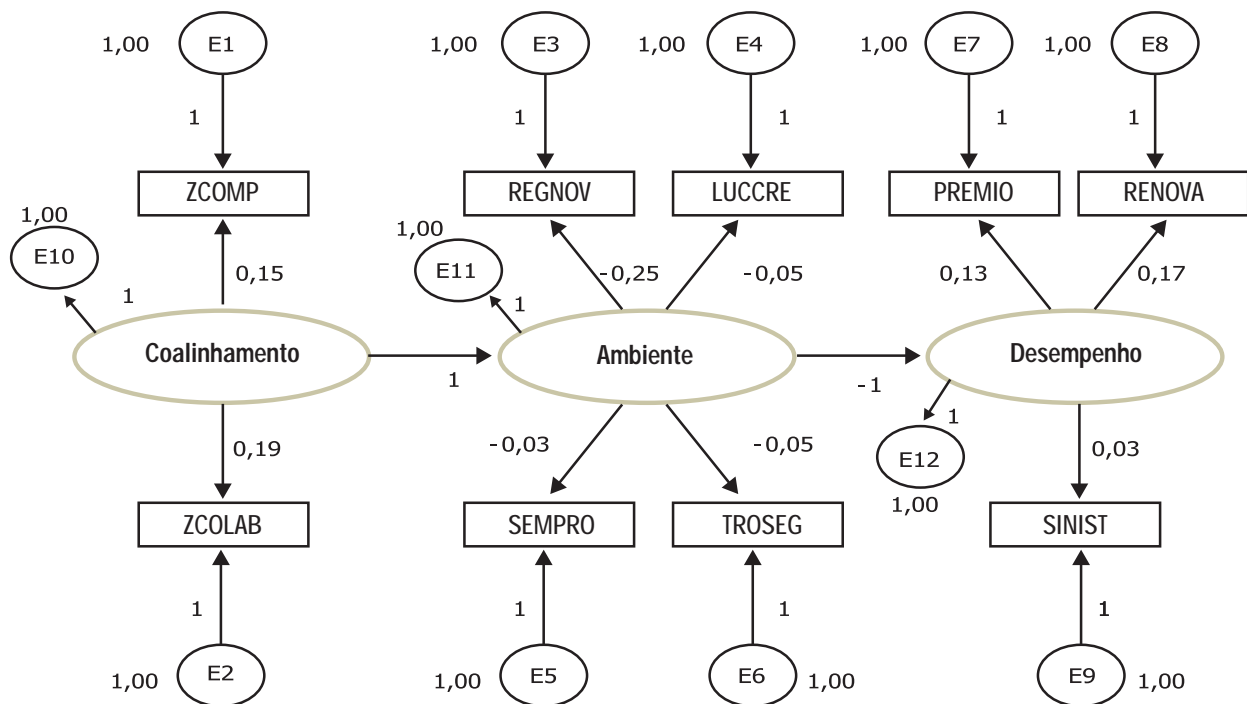 1,00 E1 1,00 E3 1,00 E4 1,00 E7 1,00 E8
1 1 1 1 1
ZCOMP REGNOV LUCCRE PREMIO RENOVA
1,00 1,00
E10 E11
1 0,15 1 -0,25 -0,05 0,13 0,17
Coalinhamento Ambiente Desempenho
1 -1
0,19 -0,03 -0,05 1 0,03
E12
1,00
ZCOLAB SEMPRO TROSEG SINIST
1 1 1 1
1,00 E2 1,00 E5 E6 1,00 E9 1,00